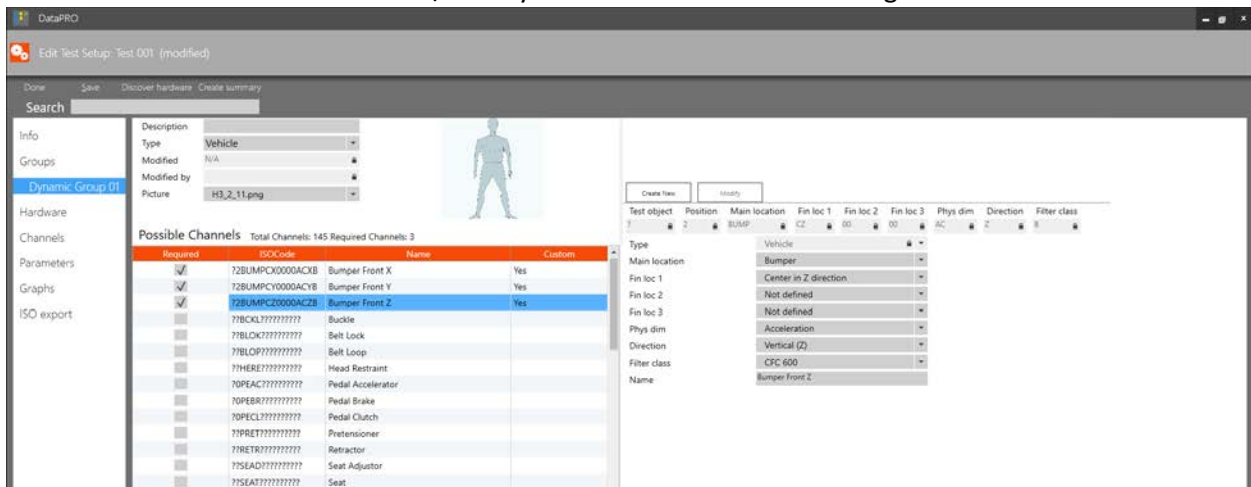 DataPRO
Edit Test Setup: Test 001 (modified)
Done Save Discover hardware Create summary
Search
Info
Groups
Dynamic Group 01
Hardware
Channels
Parameters
Graphs
ISO export
Description
Type Vehicle
Modified N/A
Modified by
Picture H3_2_11.png
Possible Channels Total Channels: 145 Required Channels: 3
Required ISOCode Name Custom
?2BUMPCX0000ACXB Bumper Front X Yes
?2BUMPCY0000ACYB Bumper Front Y Yes
?2BUMPCZ0000ACZB Bumper Front Z Yes
??BCKL?????????? Buckle
??BLOK?????????? Belt Lock
??BLOP?????????? Belt Loop
??HERE?????????? Head Restraint
?0PEAC?????????? Pedal Accelerator
?0PEBR?????????? Pedal Brake
?0PECL?????????? Pedal Clutch
??PRET?????????? Pretensioner
??RETR?????????? Retractor
??SEAD?????????? Seat Adjustor
??SEAT?????????? Seat
Create New Modify
Test object Position Main location Fin loc 1 Fin loc 2 Fin loc 3 Phys dim Direction Filter class
? 2 BUMP CZ 00 00 AC Z
Type Vehicle
Main location Bumper
Fin loc 1 Center in Z direction
Fin loc 2 Not defined
Fin loc 3 Not defined
Phys dim Acceleration
Direction Vertical (Z)
Filter class CFC 600
Name Bumper Front Z